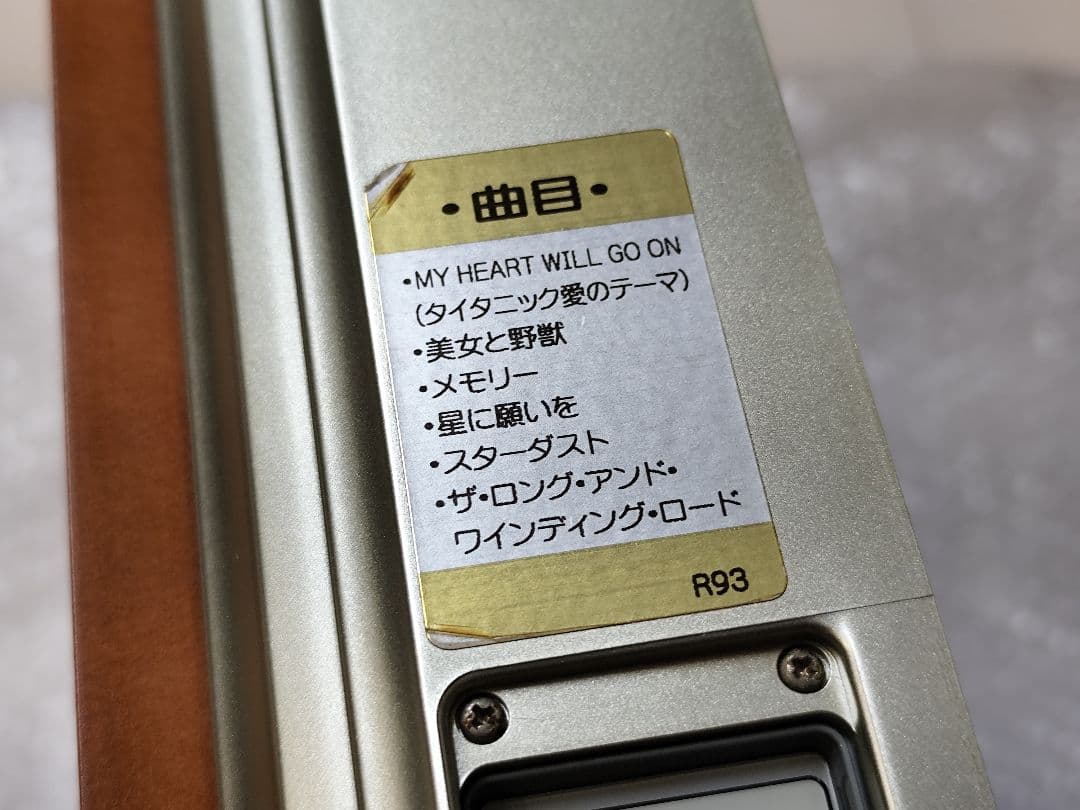 ・曲目・
・MY HEART WILL GO ON
(タイタニック愛のテーマ)
・美女と野獣
・メモリー
・星に願いを
・スターダスト
・ザ・ロング・アンド・
ワインディング・ロード
R93